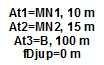 At1=MN1, 10 m
At2=MN2, 15 m
At3=B, 100 m
fDjup=0 m